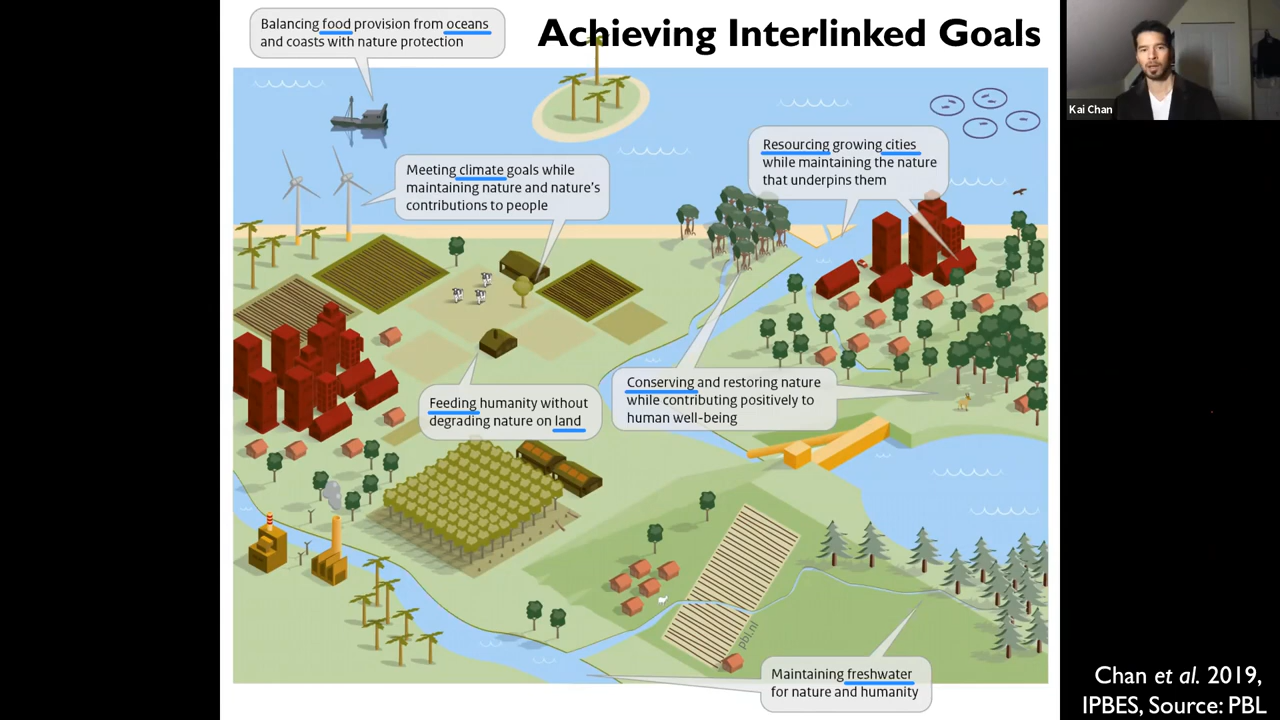 Achieving Interlinked Goals
Balancing food provision from oceans
and coasts with nature protection
Kai Chan
Meeting climate goals while
maintaining nature and nature's
contributions to people
Resourcing growing cities
while maintaining the nature
that underpins them
Feeding humanity without
degrading nature on land
Conserving and restoring nature
while contributing positively to
human well-being
pbl.nl
Maintaining freshwater
for nature and humanity
Chan et al. 2019,
IPBES, Source: PBL